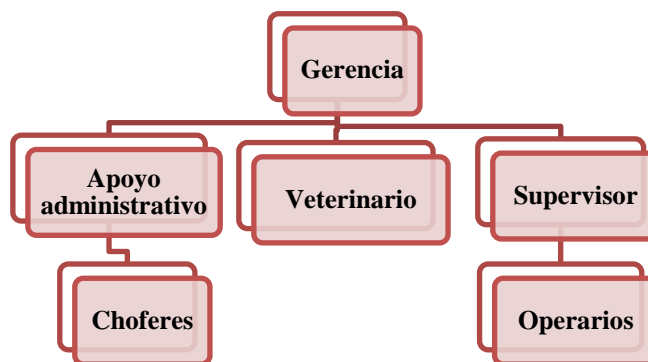 Gerencia
Apoyo
administrativo
Veterinario
Supervisor
Choferes
Operarios